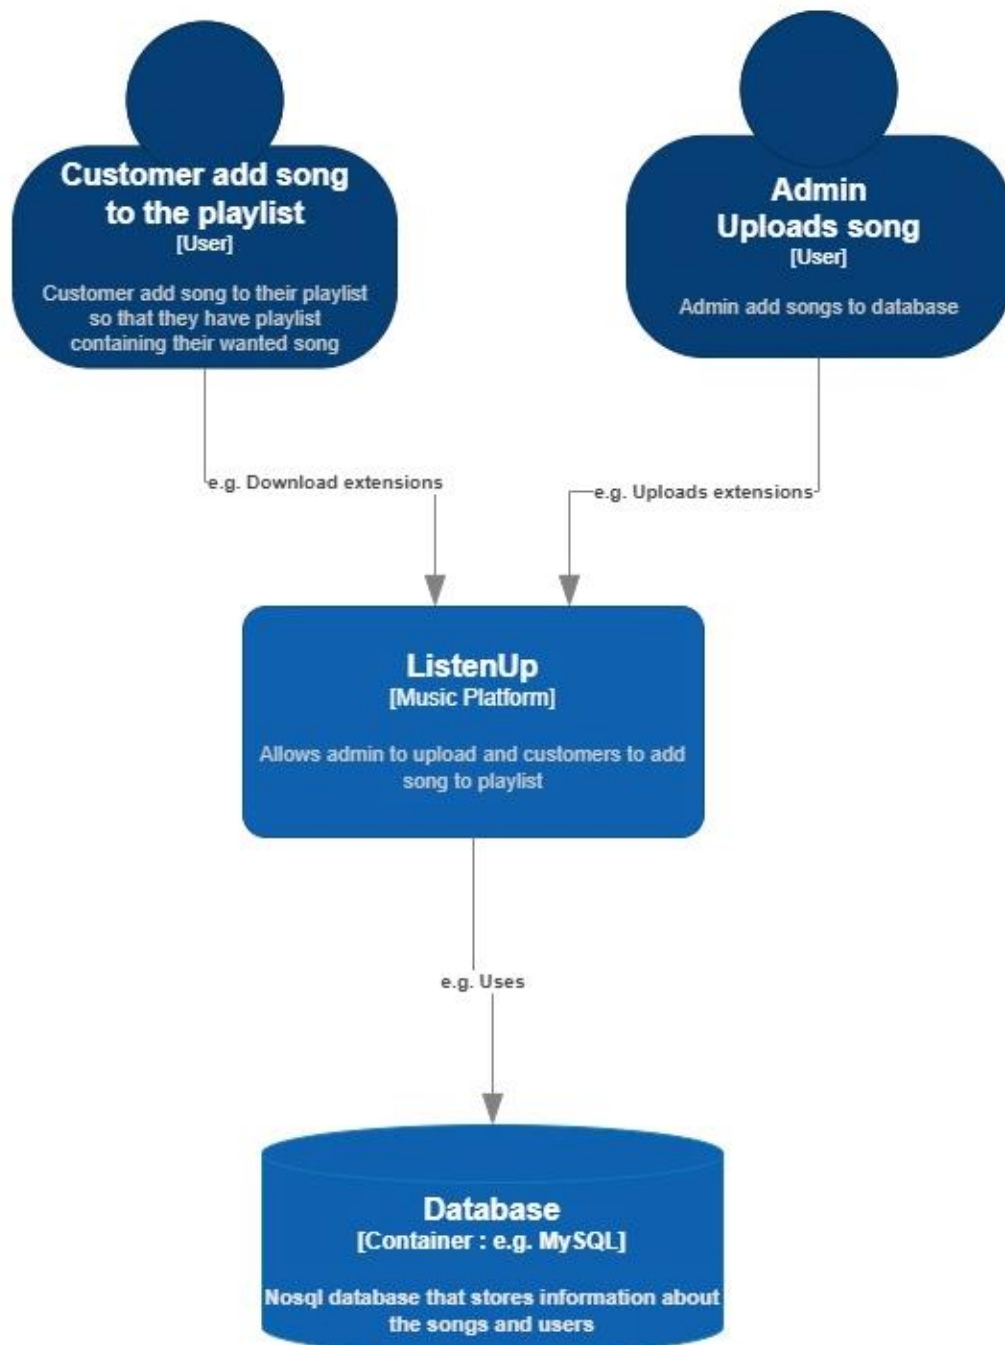 Customer add song
to the playlist
[User]
Customer add song to their playlist
so that they have playlist
containing their wanted song
Admin
Uploads song
[User]
Admin add songs to database
e.g. Download extensions
e.g. Uploads extensions
ListenUp
[Music Platform]
Allows admin to upload and customers to add
song to playlist
e.g. Uses
Database
[Container : e.g. MySQL]
Nosql database that stores information about
the songs and users